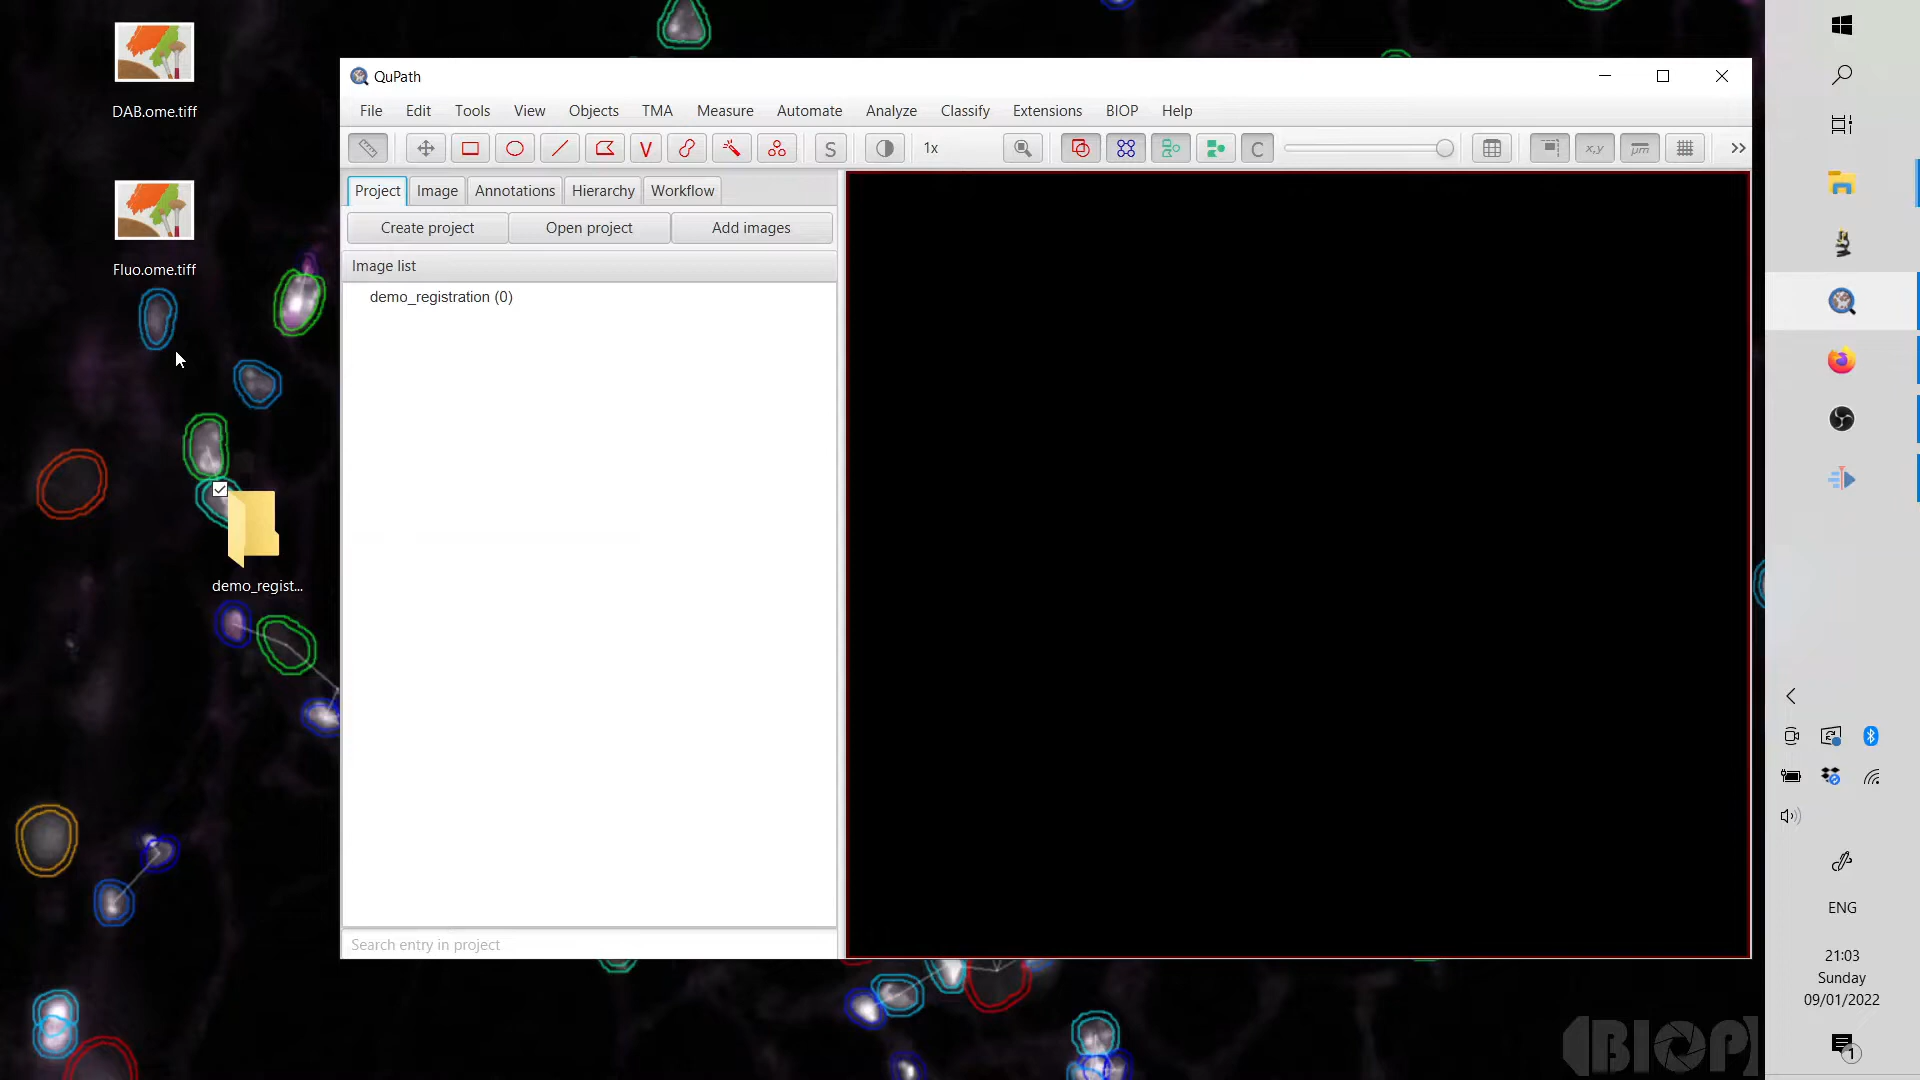 DAB.ome.tiff
Fluo.ome.tiff
demo_regist...
QuPath
File Edit Tools View Objects TMA Measure Automate Analyze Classify Extensions BIOP Help
V S 1x C x,y µm
Project Image Annotations Hierarchy Workflow
Create project Open project Add images
Image list
demo_registration (0)
Search entry in project
ENG
21:03
Sunday
09/01/2022
1
BIOP